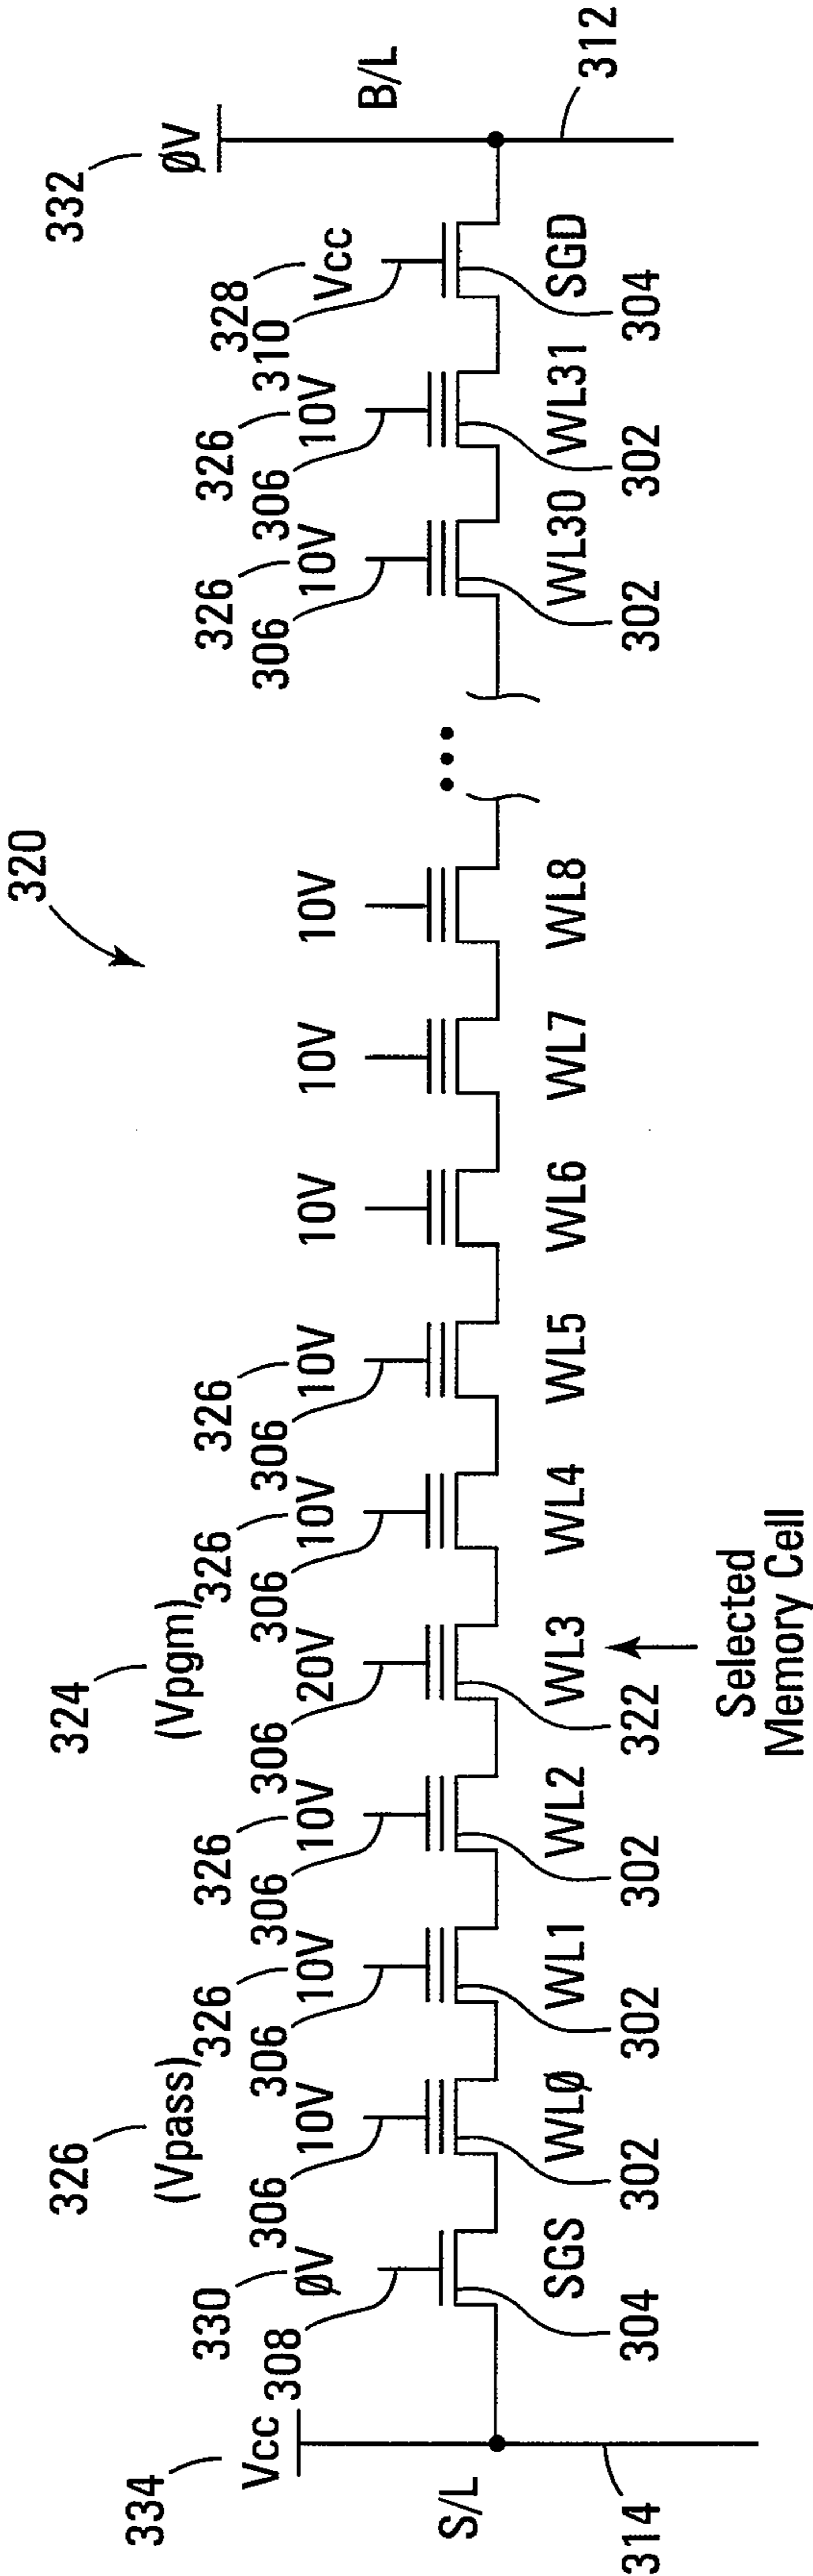 320
326 324 332
(Vpass) (Vpgm) ØV
334 330 326 326 326 326 326 326 328
Vcc 308 306 306 306 306 306 306 306 306 310
ØV 10V 10V 10V 20V 10V 10V 10V 10V 10V 10V 10V Vcc
B/L
S/L
SGS WLØ WL1 WL2 WL3 WL4 WL5 WL6 WL7 WL8 WL30 WL31 SGD
314 304 302 302 302 322 302 302 304 312
Selected
Memory Cell